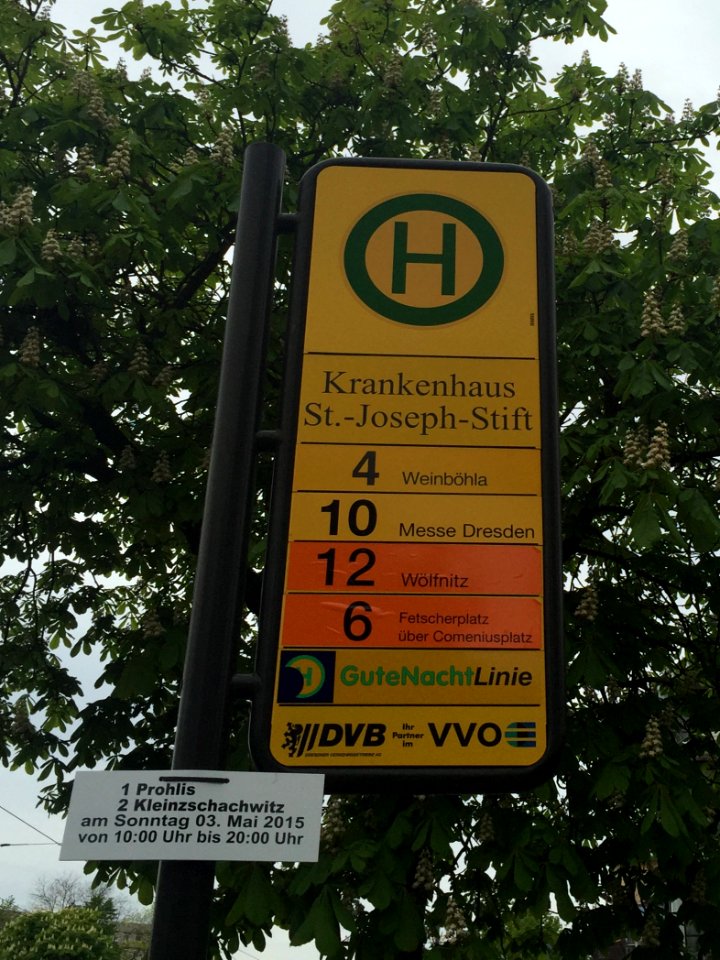 H
Krankenhaus
St.-Joseph-Stift
4 Weinböhla
10 Messe Dresden
12 Wölfnitz
6 Fetscherplatz
über Comeniusplatz
H GuteNachtLinie
DVB Ihr Partner im VVO
1 Prohlis
2 Kleinzschachwitz
am Sonntag 03. Mai 2015
von 10:00 Uhr bis 20:00 Uhr